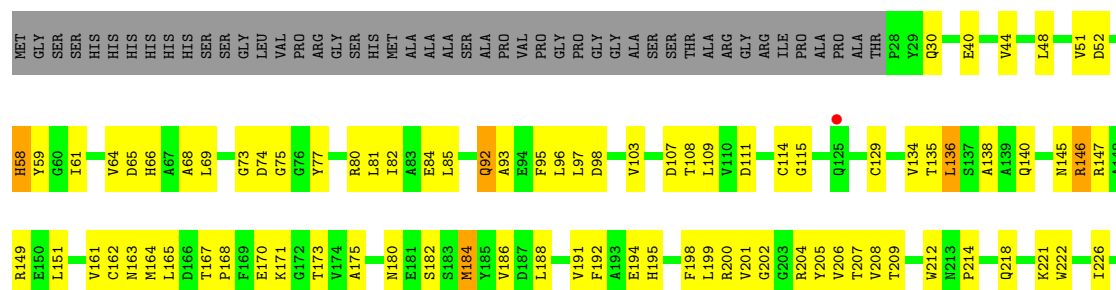 MET GLY SER SER HIS HIS HIS HIS HIS HIS SER SER GLY LEU VAL PRO ARG GLY SER HIS MET ALA ALA ALA SER ALA PRO VAL PRO GLY PRO GLY GLY ALA SER SER THR ALA ARG GLY ARG ILE PRO ALA PRO ALA THR P28 Y29 Q30 E40 V44 L48 V51 D52
H58 Y59 G60 I61 V64 D65 H66 A67 A68 L69 G73 D74 G75 G76 Y77 R80 L81 I82 A83 E84 L85 Q92 A93 E94 F95 L96 L97 D98 V103 D107 T108 L109 V110 D111 C114 G115 Q125 C129 V134 T135 L136 S137 A138 A139 Q140 N145 R146 R147 A148
R149 E150 L151 V161 C162 N163 M164 L165 D166 T167 P168 F169 E170 K171 G172 T173 V174 A175 N180 E181 S182 S183 M184 Y185 V186 D187 L188 V191 F192 A193 E194 H195 F198 L199 R200 V201 G202 G203 R204 Y205 V206 T207 V208 T209 W212 N213 P214 Q218 K221 W222 I226